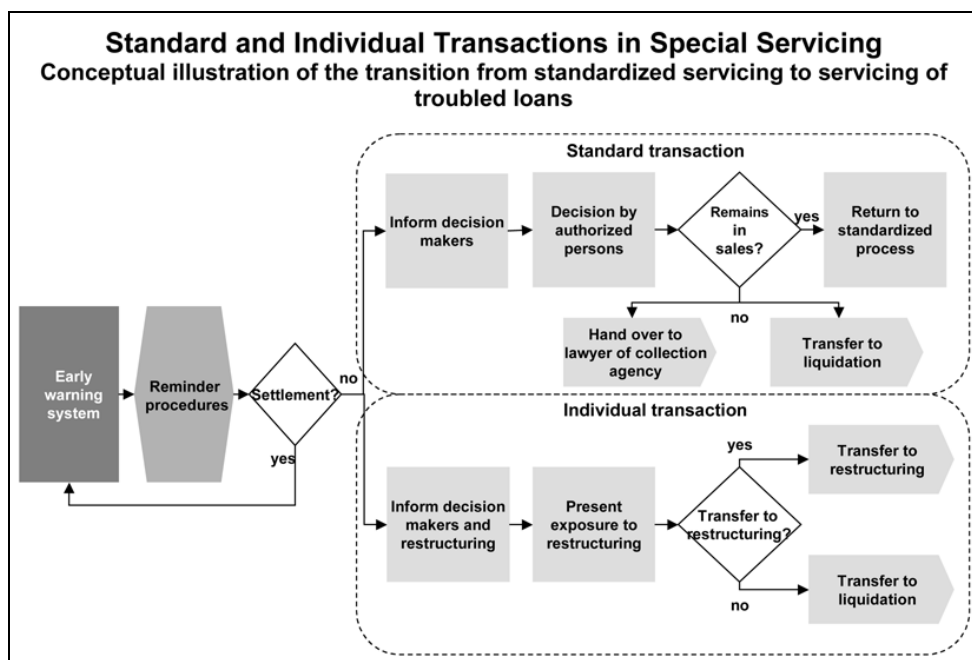 Standard and Individual Transactions in Special Servicing
Conceptual illustration of the transition from standardized servicing to servicing of
troubled loans
Standard transaction
Inform decision
makers
Decision by
authorized
persons
Remains
in
sales?
yes
Return to
standardized
process
no
Hand over to
lawyer of collection
agency
Transfer to
liquidation
Early
warning
system
Reminder
procedures
Settlement?
no
yes
Individual transaction
Inform decision
makers and
restructuring
Present
exposure to
restructuring
Transfer to
restructuring?
yes
Transfer to
restructuring
no
Transfer to
liquidation